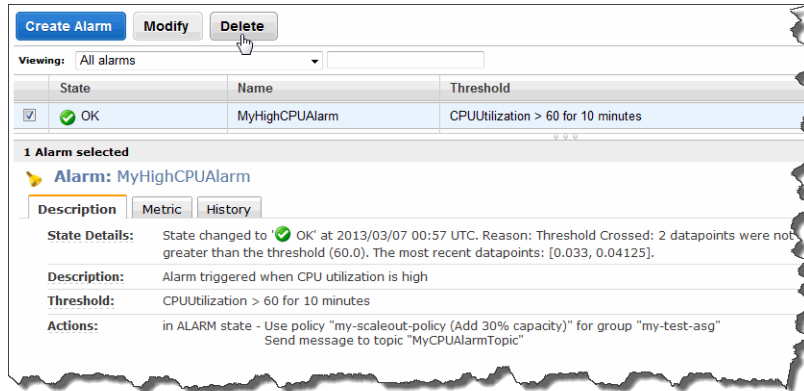 Create Alarm Modify Delete
Viewing: All alarms
State Name Threshold
OK MyHighCPUAlarm CPUUtilization > 60 for 10 minutes
1 Alarm selected
Alarm: MyHighCPUAlarm
Description Metric History
State Details: State changed to 'OK' at 2013/03/07 00:57 UTC. Reason: Threshold Crossed: 2 datapoints were not
greater than the threshold (60.0). The most recent datapoints: [0.033, 0.04125].
Description: Alarm triggered when CPU utilization is high
Threshold: CPUUtilization > 60 for 10 minutes
Actions: in ALARM state - Use policy "my-scaleout-policy (Add 30% capacity)" for group "my-test-asg"
Send message to topic "MyCPUAlarmTopic"